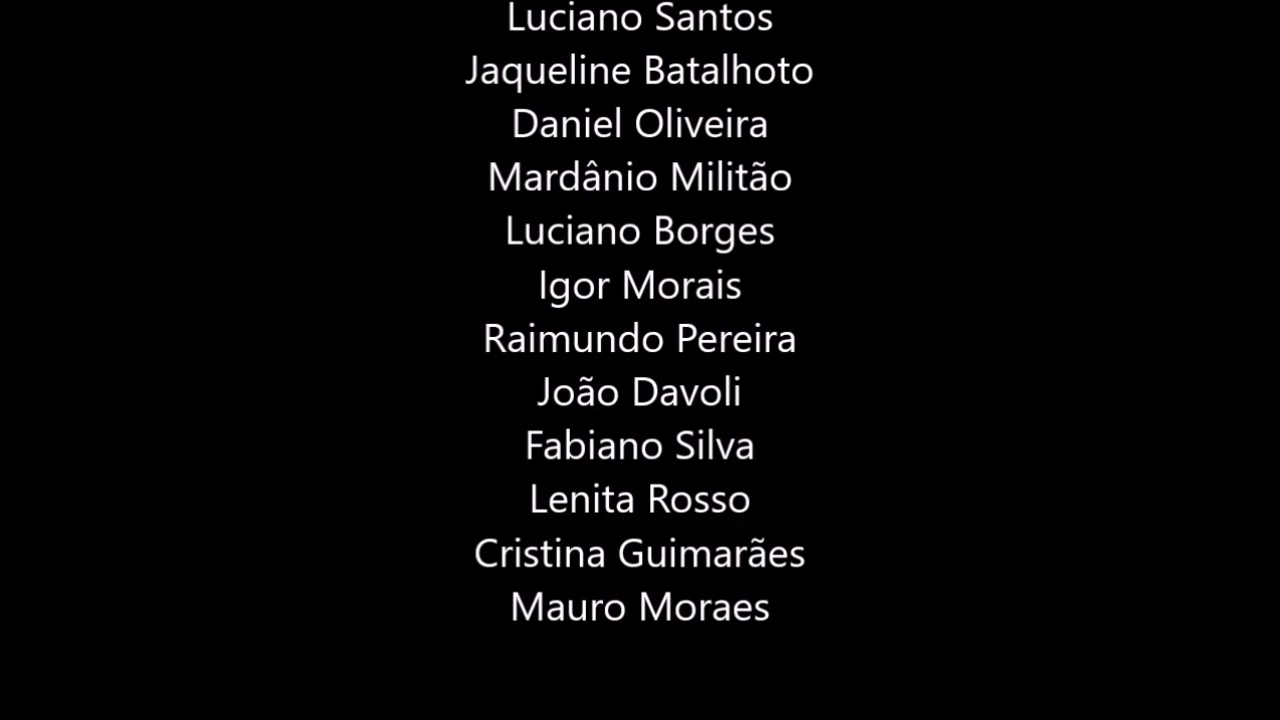 Luciano Santos
Jaqueline Batalhoto
Daniel Oliveira
Mardânio Militão
Luciano Borges
Igor Morais
Raimundo Pereira
João Davoli
Fabiano Silva
Lenita Rosso
Cristina Guimarães
Mauro Moraes